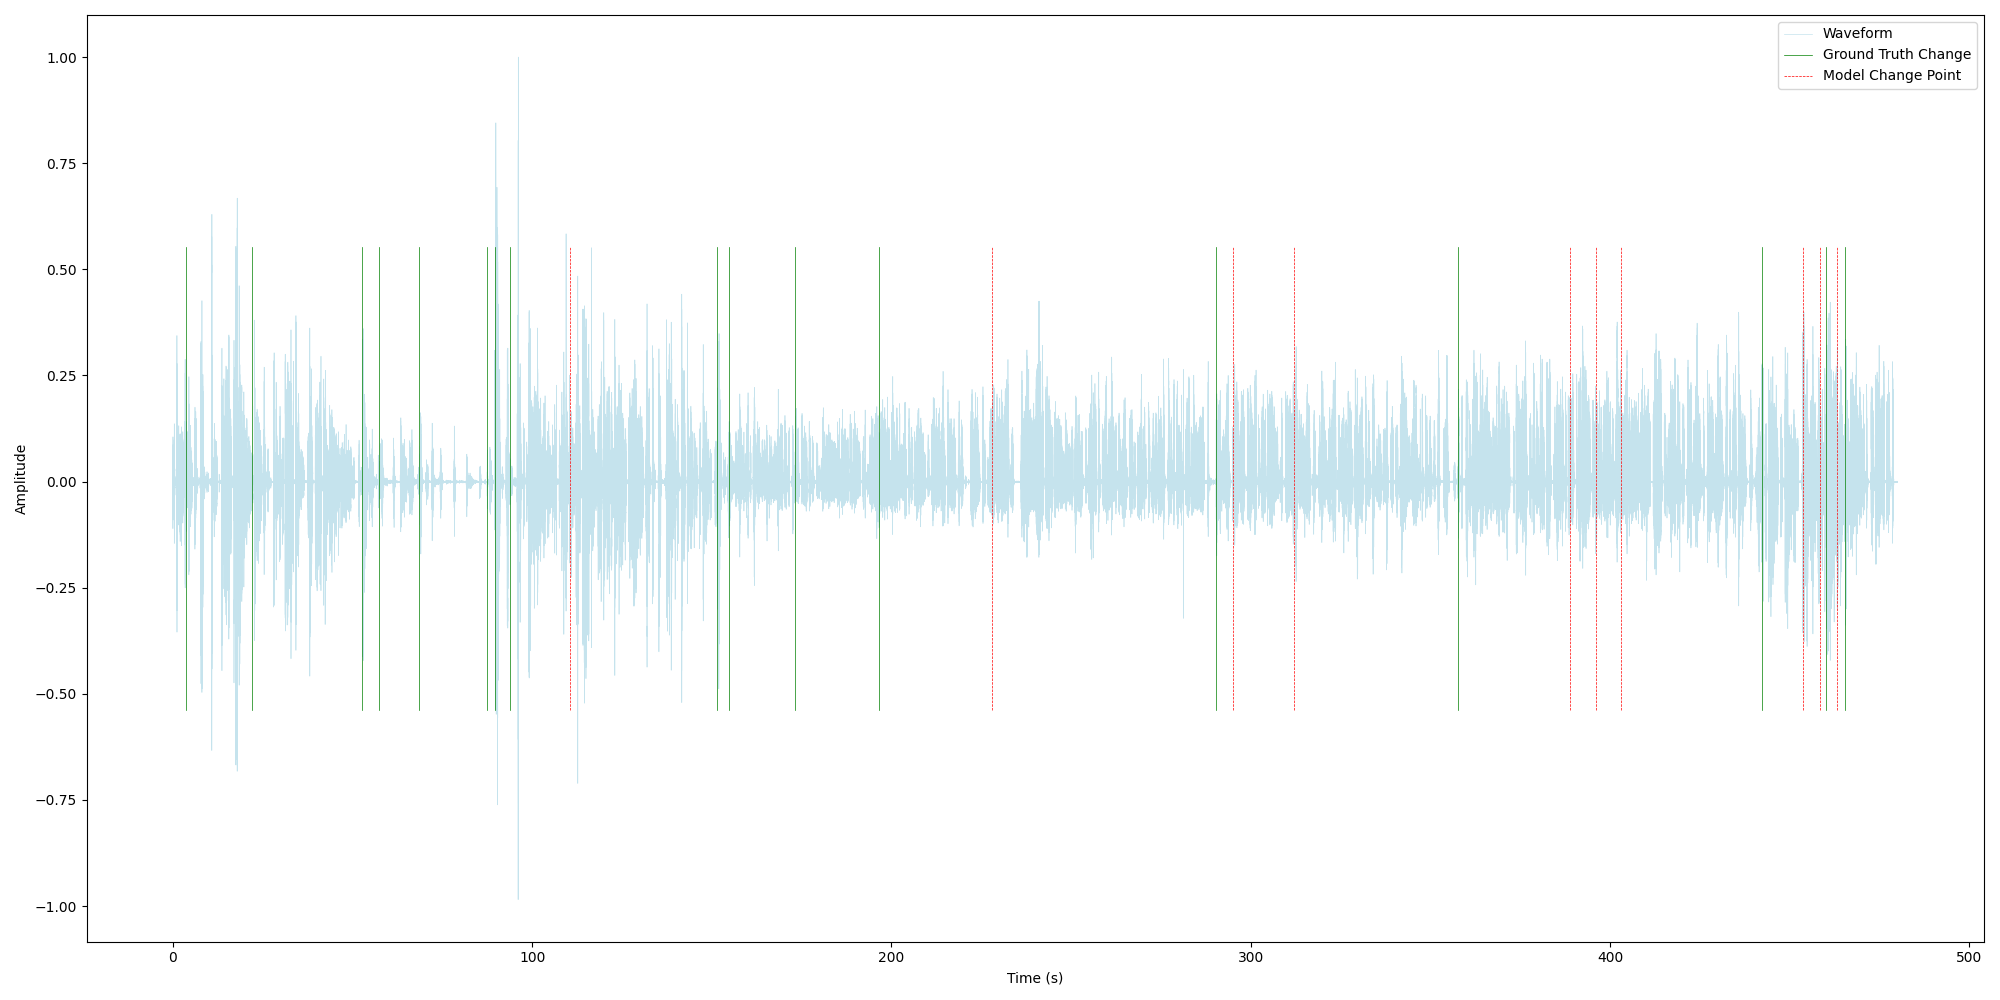 Waveform
Ground Truth Change
Model Change Point
1.00
0.75
0.50
0.25
0.00
−0.25
−0.50
−0.75
−1.00
Amplitude
0 100 200 300 400 500
Time (s)